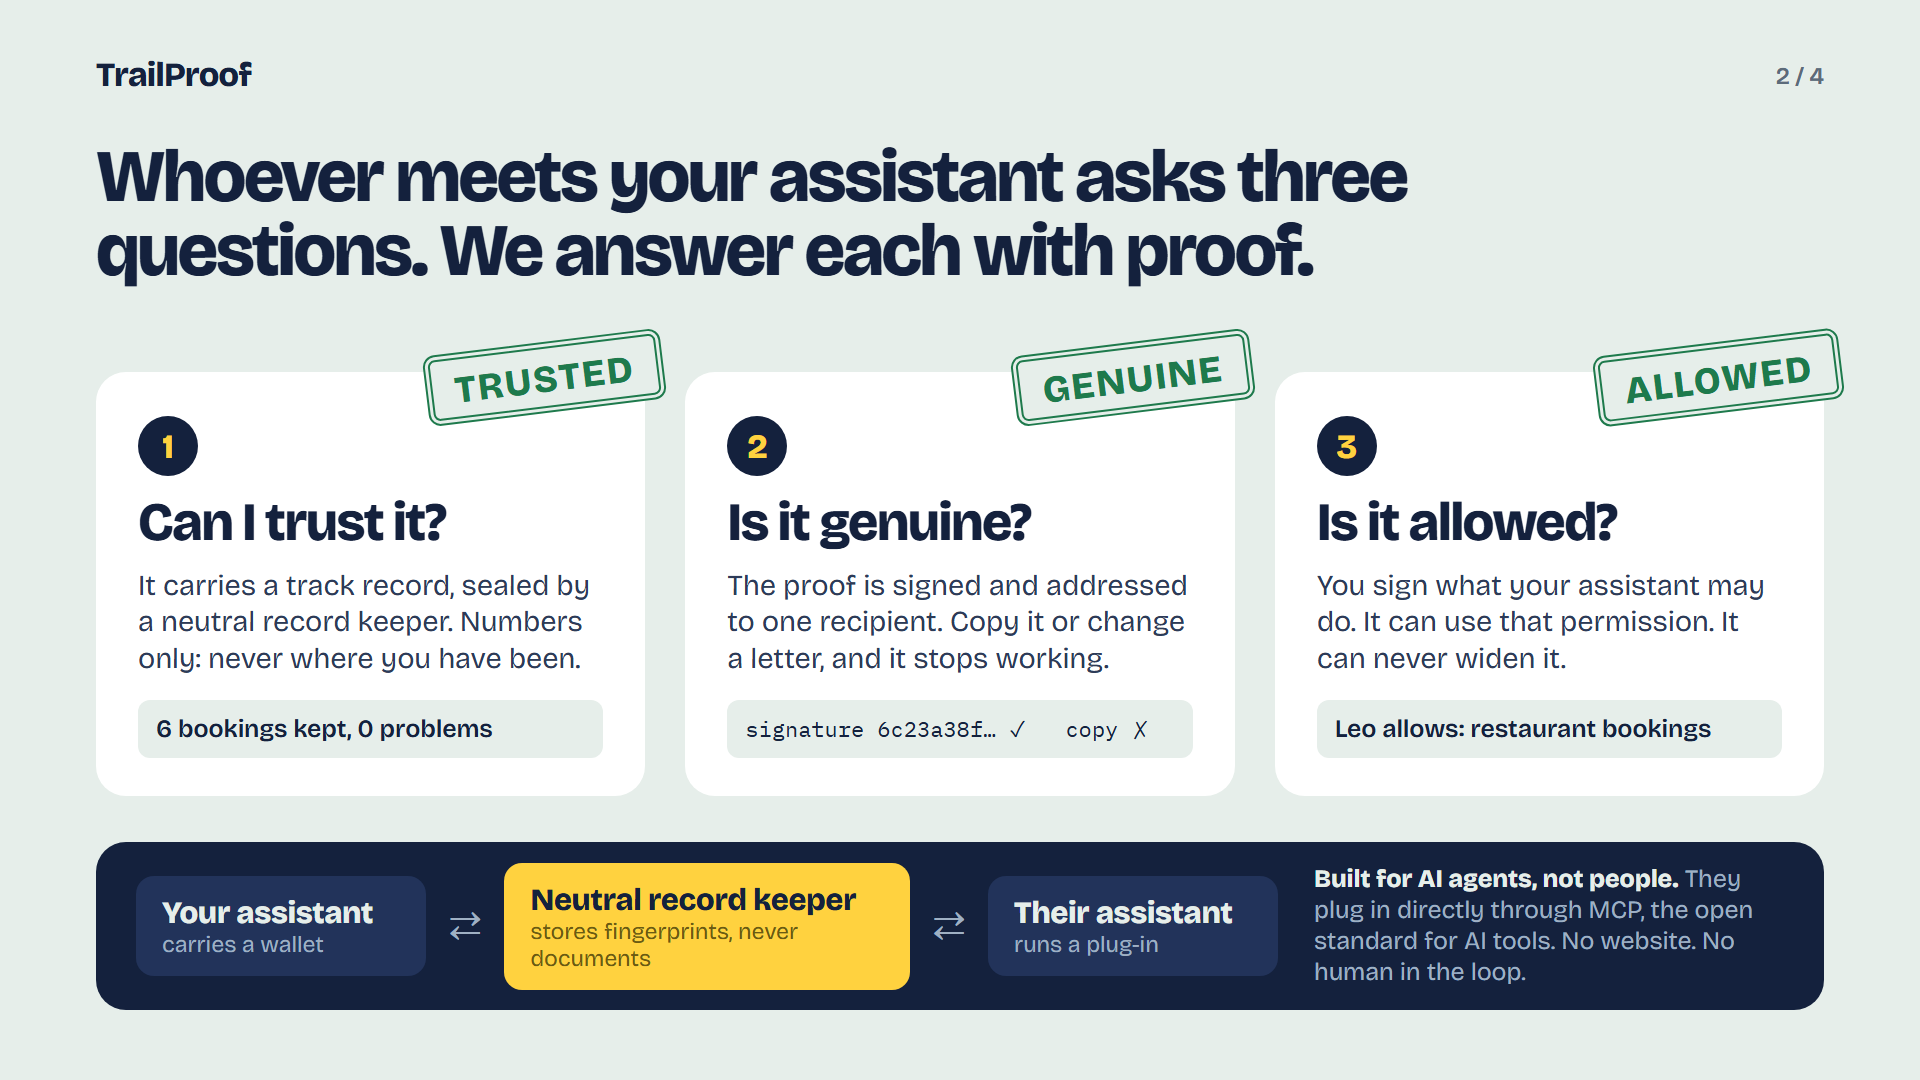 TrailProof
2 / 4
Whoever meets your assistant asks three
questions. We answer each with proof.
TRUSTED
1
Can I trust it?
It carries a track record, sealed by
a neutral record keeper. Numbers
only: never where you have been.
6 bookings kept, 0 problems
GENUINE
2
Is it genuine?
The proof is signed and addressed
to one recipient. Copy it or change
a letter, and it stops working.
signature 6c23a38f… ✓ copy ✗
ALLOWED
3
Is it allowed?
You sign what your assistant may
do. It can use that permission. It
can never widen it.
Leo allows: restaurant bookings
Your assistant
carries a wallet
⇄
Neutral record keeper
stores fingerprints, never
documents
⇄
Their assistant
runs a plug-in
Built for AI agents, not people. They
plug in directly through MCP, the open
standard for AI tools. No website. No
human in the loop.